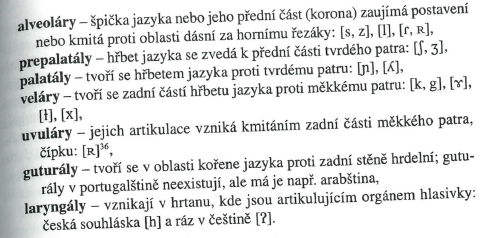 alveoláry – špička jazyka nebo jeho přední část (korona) zaujímá postavení
nebo kmitá proti oblasti dásní za horními řezáky: [s, z], [l], [ɾ, ʀ],
prepalatály – hřbet jazyka se zvedá k přední části tvrdého patra: [ʃ, ʒ],
palatály – tvoří se hřbetem jazyka proti tvrdému patru: [ɲ], [ʎ],
veláry – tvoří se zadní částí hřbetu jazyka proti měkkému patru: [k, g], [ɤ],
[ɫ], [x],
uvuláry – jejich artikulace vzniká kmitáním zadní části měkkého patra,
čípku: [ʀ]³⁶,
guturály – tvoří se v oblasti kořene jazyka proti zadní stěně hrdelní; gutu-
rály v portugalštině neexistují, ale má je např. arabština,
laryngály – vznikají v hrtanu, kde jsou artikulujícím orgánem hlasivky:
česká souhláska [h] a ráz v češtině [ʔ].